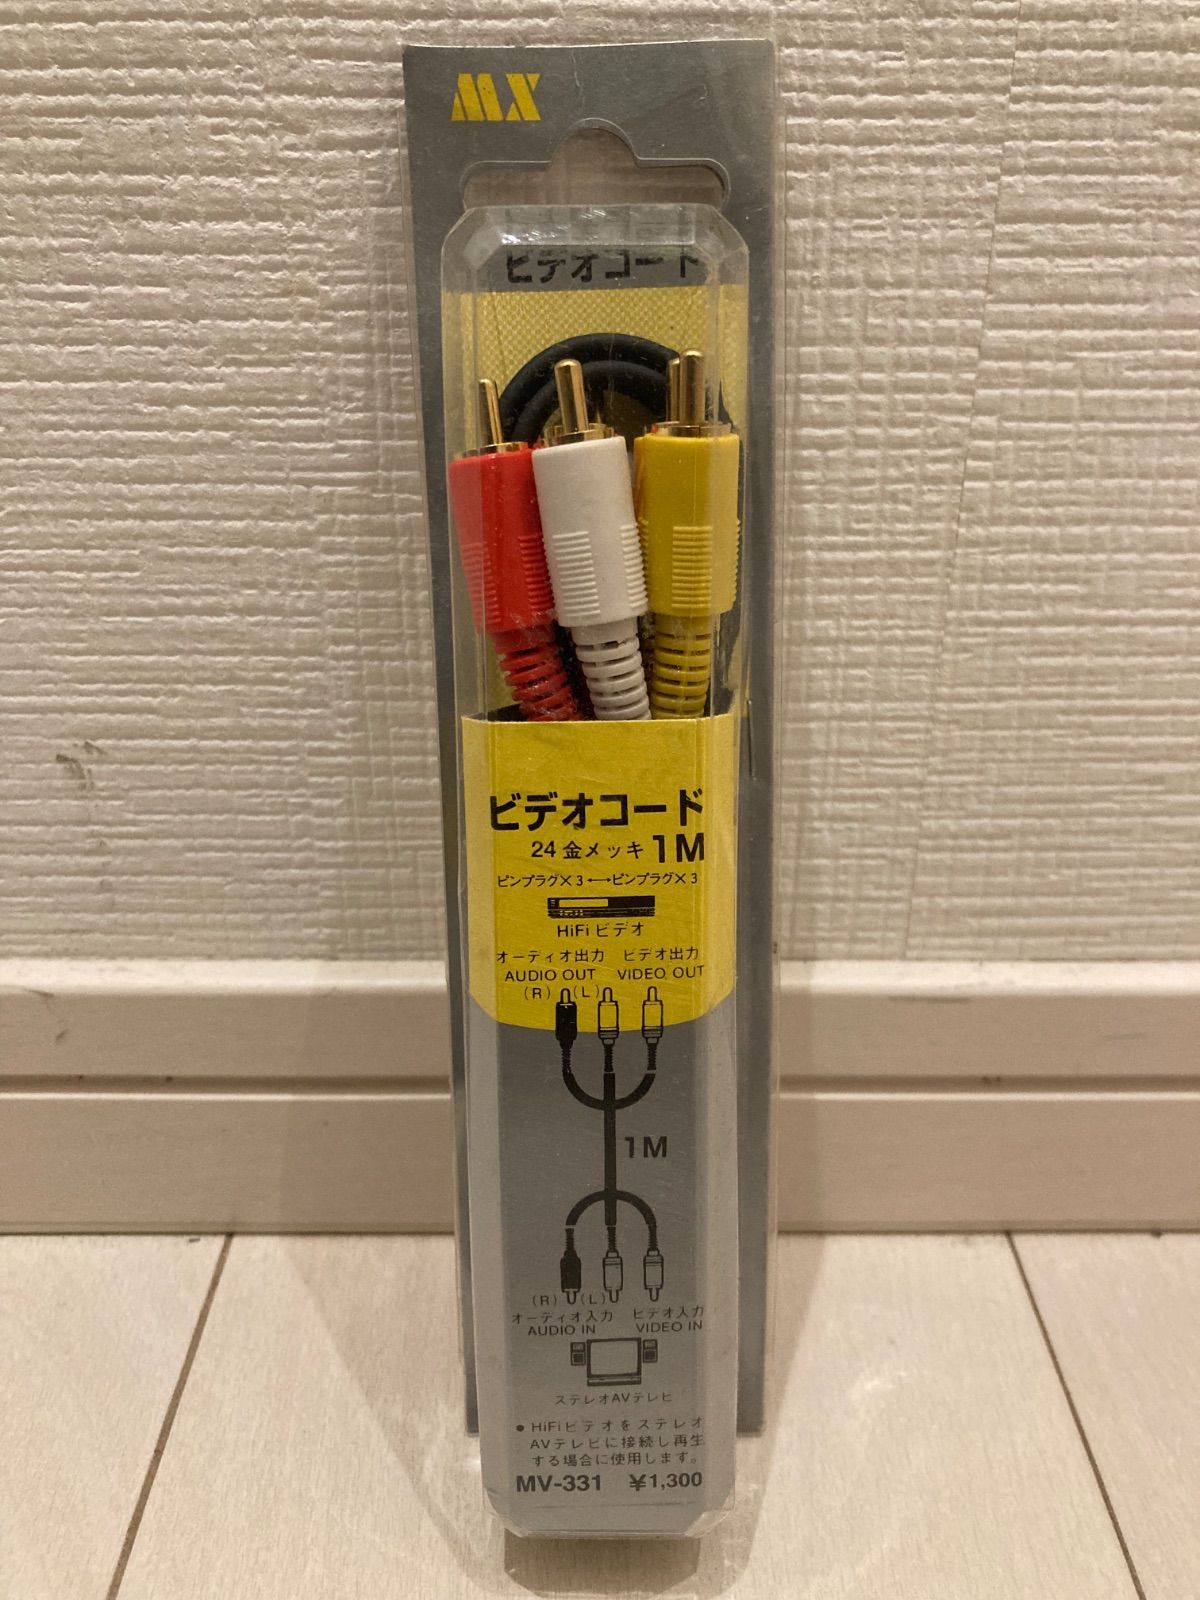 MX
ビデオコード
ビデオコード
24金メッキ 1M
ピンプラグ×3↔ピンプラグ×3
HiFiビデオ
オーディオ出力 ビデオ出力
AUDIO OUT VIDEO OUT
(R) (L)
1M
(R) (L)
オーディオ入力 ビデオ入力
AUDIO IN VIDEO IN
ステレオAVテレビ
●HiFiビデオをステレオ
AVテレビに接続し再生
する場合に使用します。
MV-331 ¥1,300